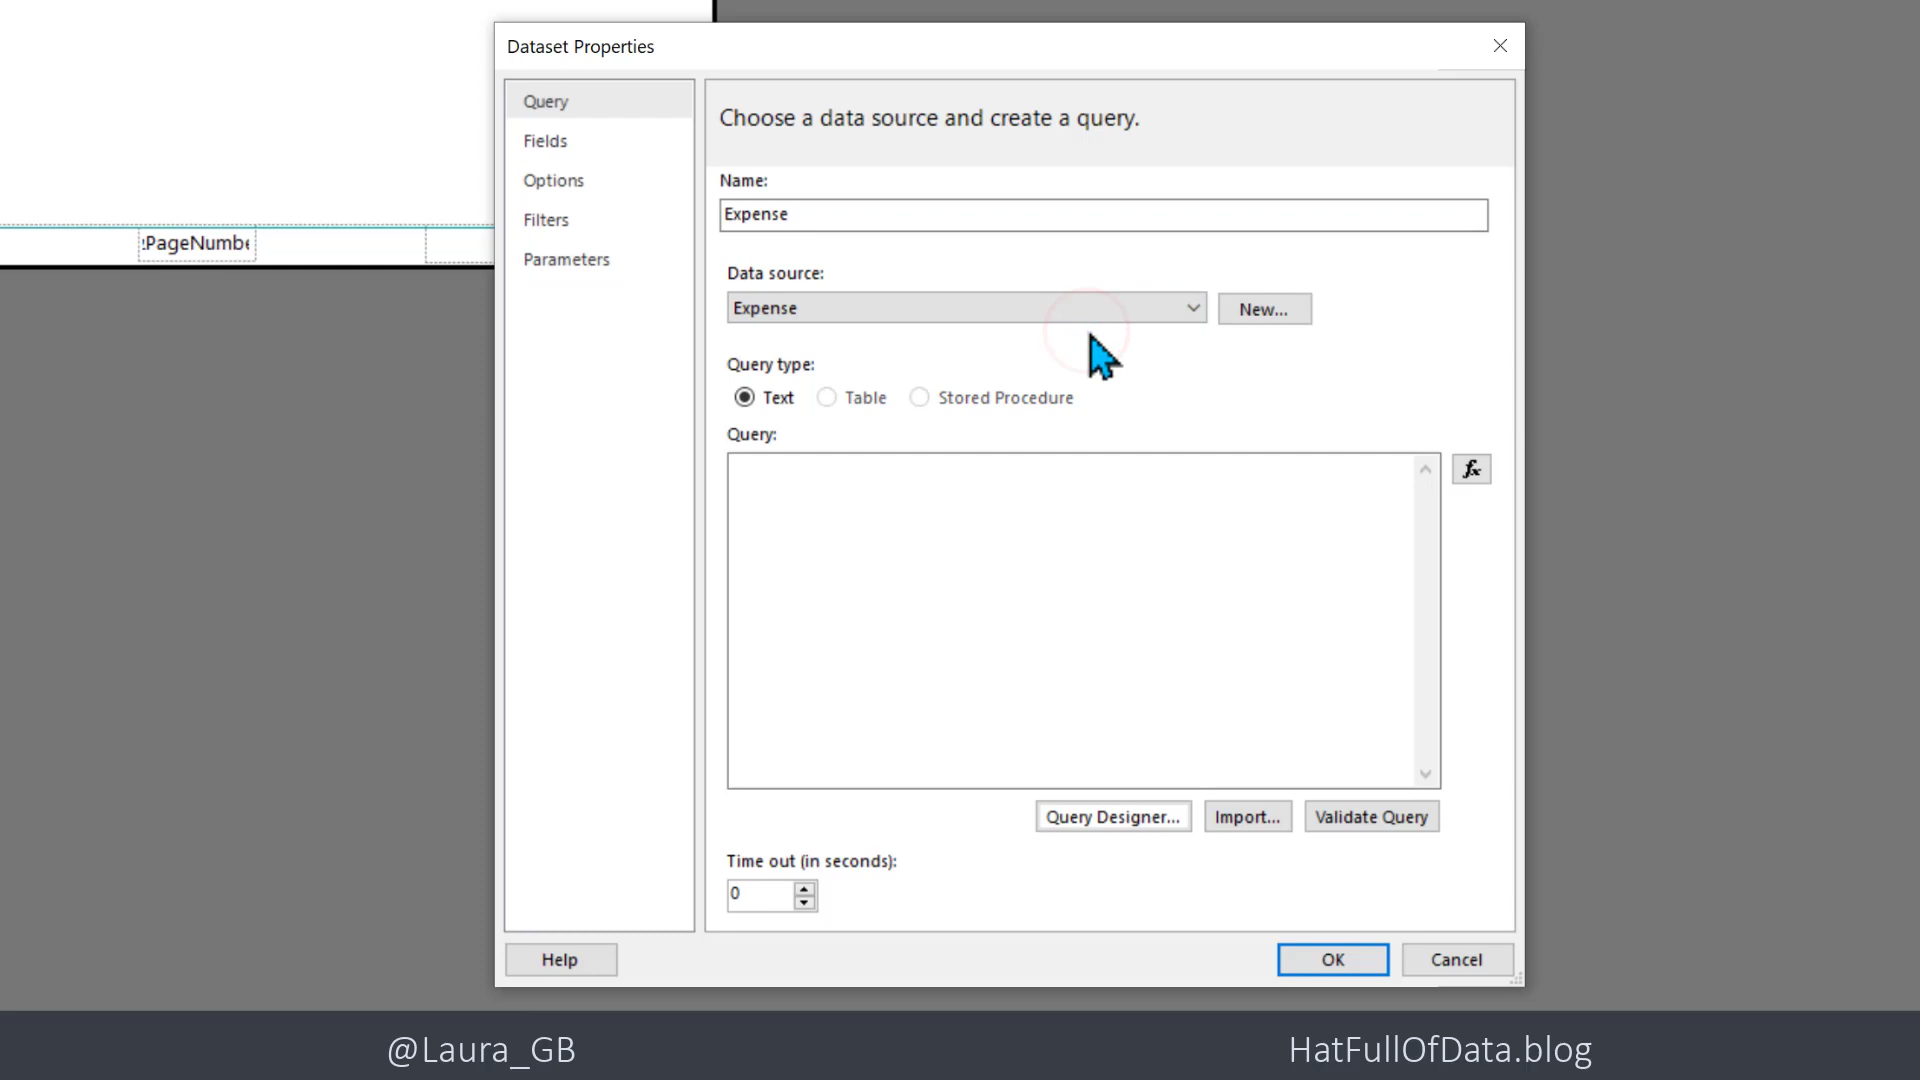 Dataset Properties
Query
Fields
Options
Filters
Parameters
Choose a data source and create a query.
Name:
Expense
Data source:
Expense
New...
Query type:
Text
Table
Stored Procedure
Query:
fx
Query Designer...
Import...
Validate Query
Time out (in seconds):
0
Help
OK
Cancel
:PageNumbe
@Laura_GB
HatFullOfData.blog